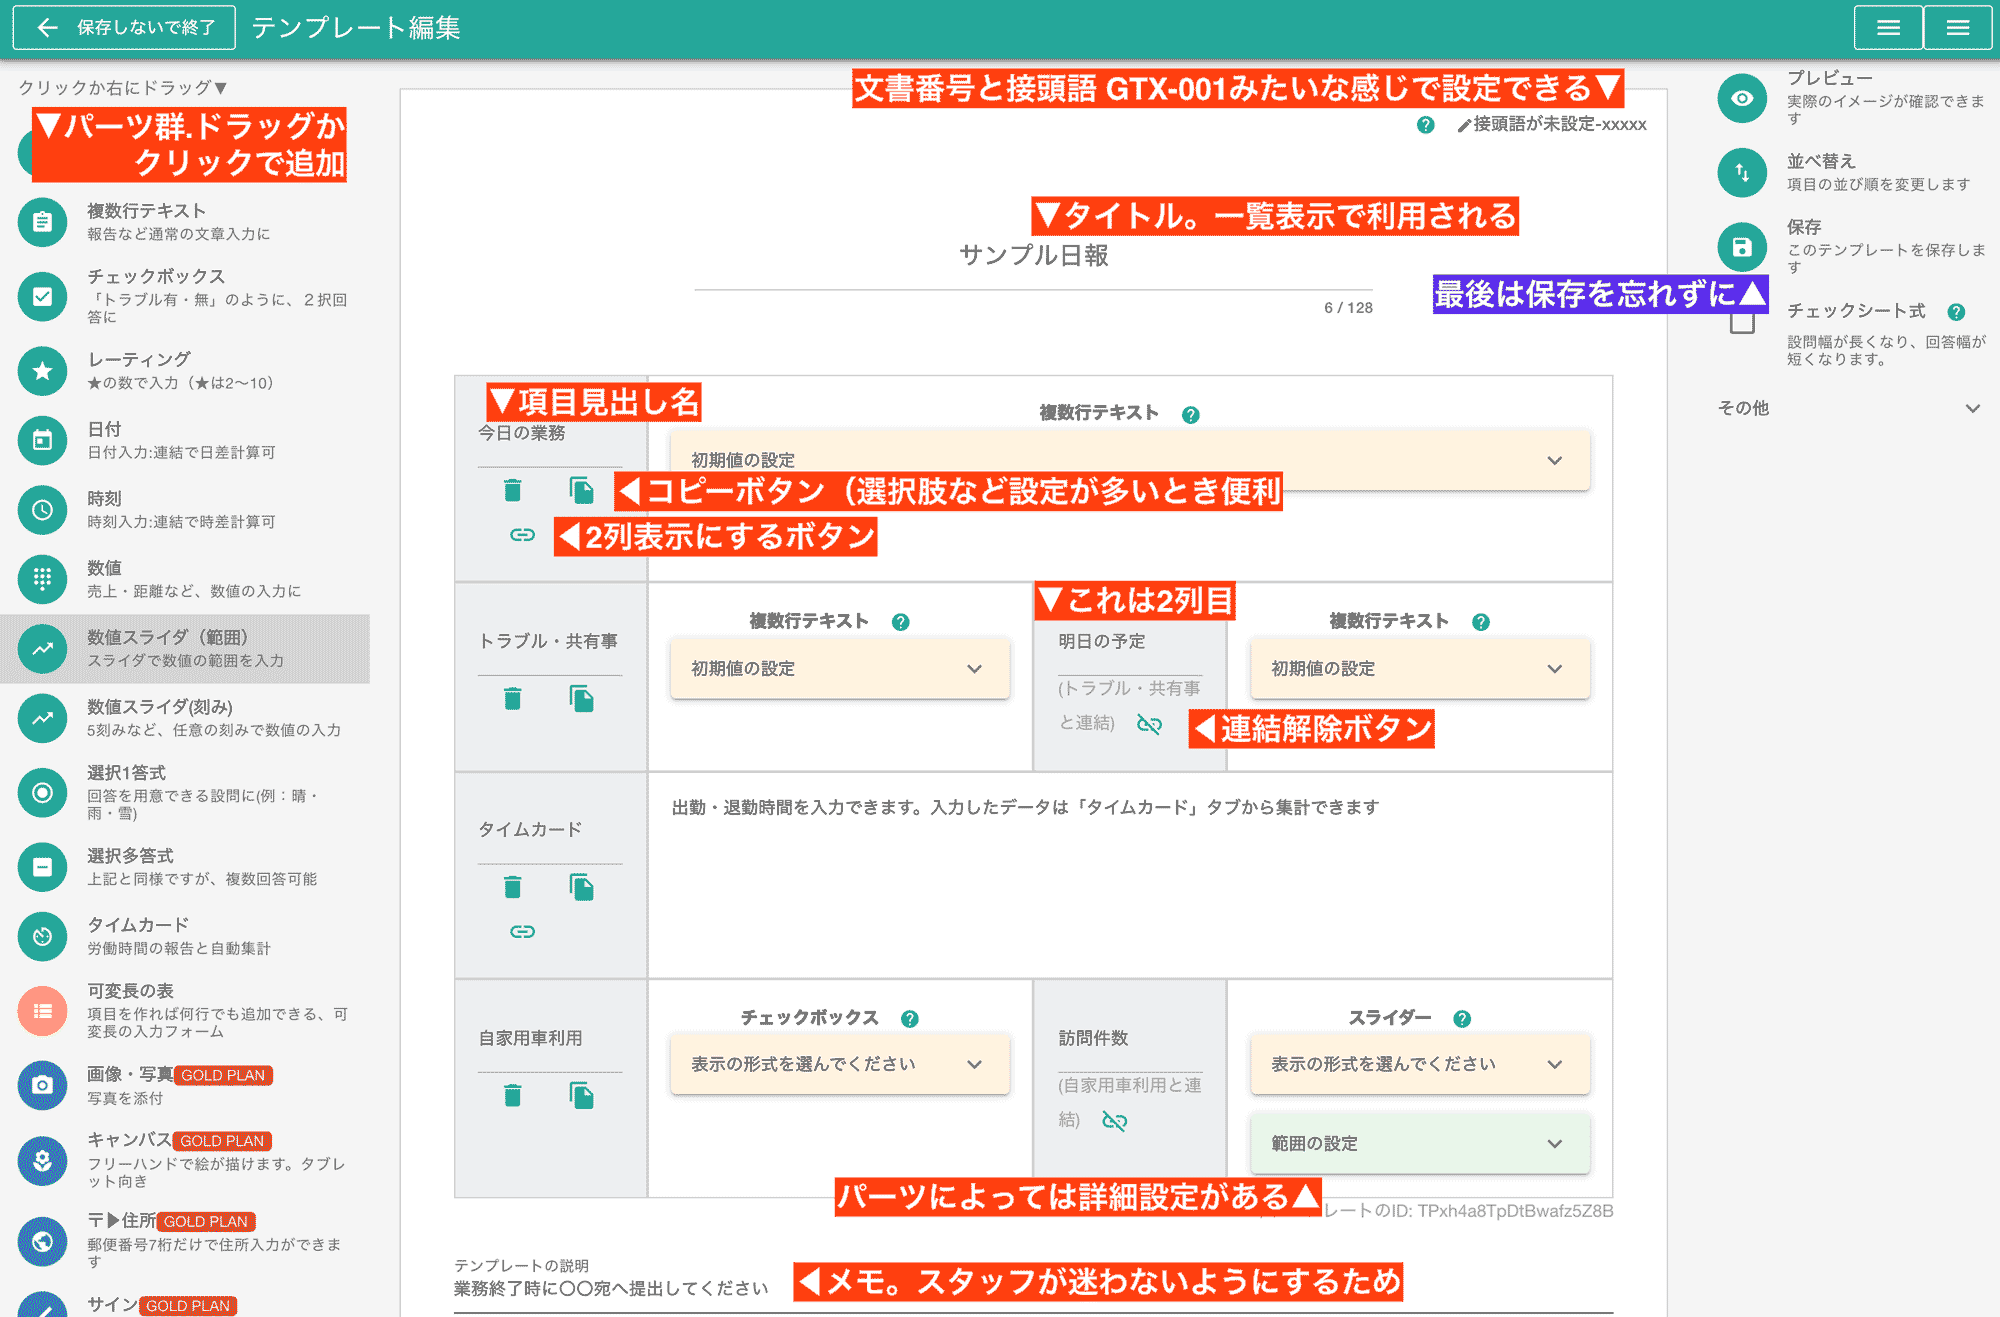 保存しないで終了
テンプレート編集
クリックか右にドラッグ▼
▼パーツ群.ドラッグか
クリックで追加
複数行テキスト
報告など通常の文章入力に
チェックボックス
「トラブル有・無」のように、２択回
答に
レーティング
★の数で入力（★は2〜10）
日付
日付入力:連結で日差計算可
時刻
時刻入力:連結で時差計算可
数値
売上・距離など、数値の入力に
数値スライダ（範囲）
スライダで数値の範囲を入力
数値スライダ(刻み)
5刻みなど、任意の刻みで数値の入力
選択1答式
回答を用意できる設問に(例：晴・
雨・雪)
選択多答式
上記と同様ですが、複数回答可能
タイムカード
労働時間の報告と自動集計
可変長の表
項目を作れば何行でも追加できる、可
変長の入力フォーム
画像・写真 GOLD PLAN
写真を添付
キャンバス GOLD PLAN
フリーハンドで絵が描けます。タブレ
ット向き
〒▶住所 GOLD PLAN
郵便番号7桁だけで住所入力ができま
す
サイン GOLD PLAN
文書番号と接頭語 GTX-001みたいな感じで設定できる▼
接頭語が未設定-xxxxx
▼タイトル。一覧表示で利用される
サンプル日報
6 / 128
▼項目見出し名
今日の業務
複数行テキスト
初期値の設定
◀コピーボタン（選択肢など設定が多いとき便利
◀2列表示にするボタン
トラブル・共有事
複数行テキスト
初期値の設定
▼これは2列目
明日の予定
(トラブル・共有事
と連結)
複数行テキスト
初期値の設定
◀連結解除ボタン
タイムカード
出勤・退勤時間を入力できます。入力したデータは「タイムカード」タブから集計できます
自家用車利用
チェックボックス
表示の形式を選んでください
訪問件数
(自家用車利用と連
結)
スライダー
表示の形式を選んでください
範囲の設定
パーツによっては詳細設定がある▲
レートのID: TPxh4a8TpDtBwafz5Z8B
テンプレートの説明
業務終了時に〇〇宛へ提出してください
◀メモ。スタッフが迷わないようにするため
プレビュー
実際のイメージが確認できま
す
並べ替え
項目の並び順を変更します
保存
このテンプレートを保存しま
す
最後は保存を忘れずに▲
チェックシート式
設問幅が長くなり、回答幅が
短くなります。
その他